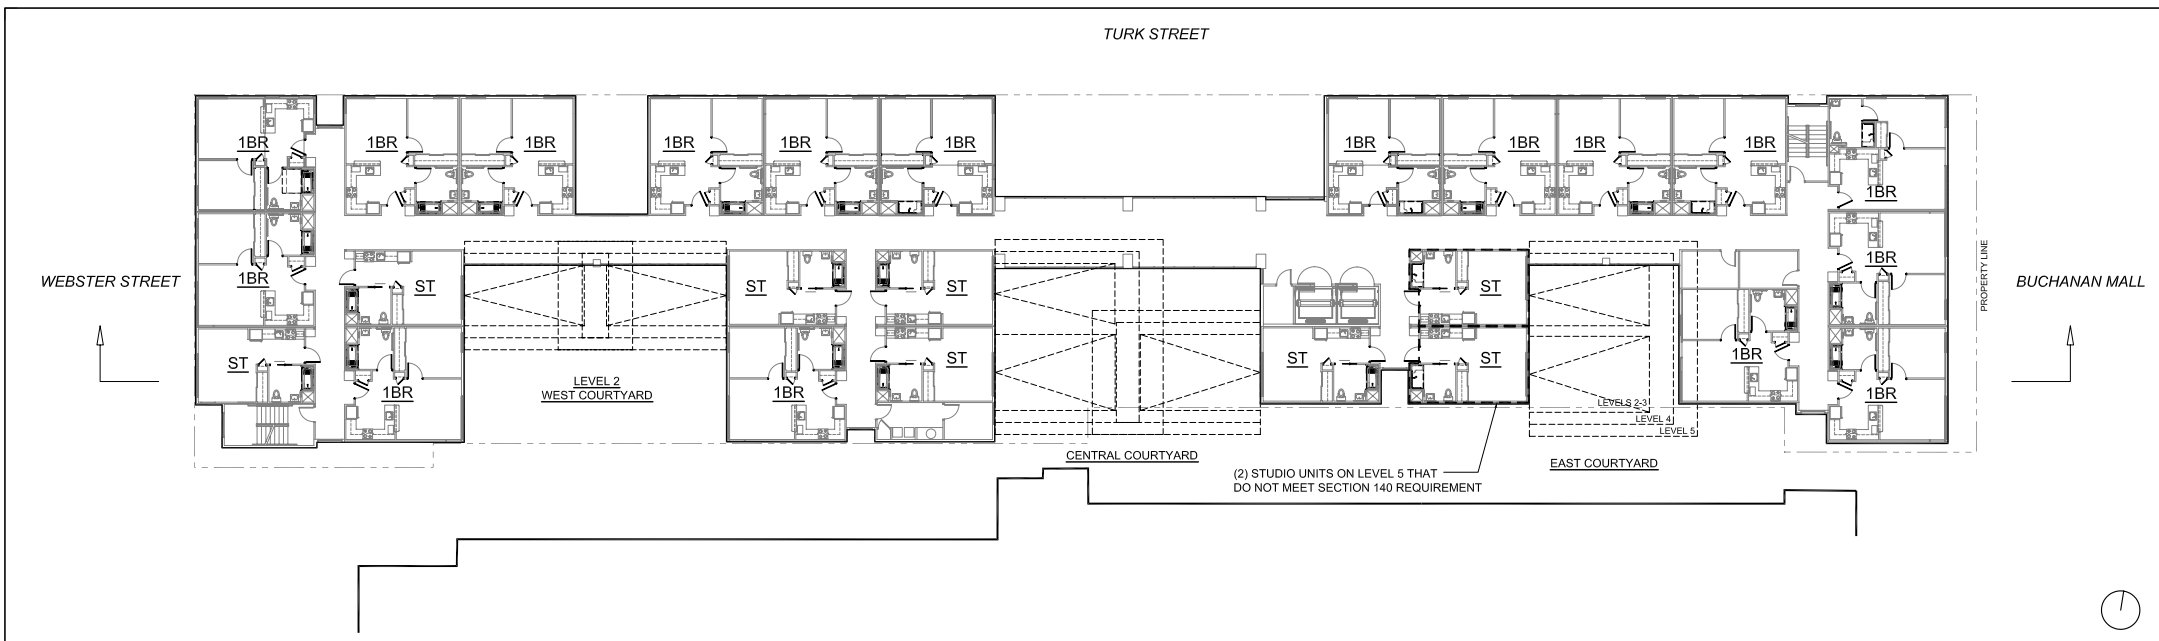 TURK STREET
1BR
1BR
1BR
1BR
1BR
1BR
1BR
1BR
1BR
1BR
1BR
WEBSTER STREET
1BR
ST
ST
ST
ST
1BR
PROPERTY LINE
BUCHANAN MALL
ST
1BR
LEVEL 2
WEST COURTYARD
1BR
ST
ST
ST
1BR
1BR
LEVELS 2-3
LEVEL 4
LEVEL 5
CENTRAL COURTYARD
EAST COURTYARD
(2) STUDIO UNITS ON LEVEL 5 THAT
DO NOT MEET SECTION 140 REQUIREMENT